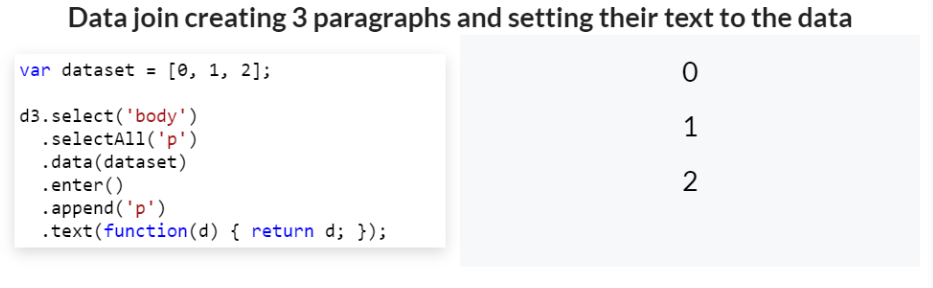 Data join creating 3 paragraphs and setting their text to the data
var dataset = [0, 1, 2];
d3.select('body')
  .selectAll('p')
  .data(dataset)
  .enter()
  .append('p')
  .text(function(d) { return d; });
0
1
2